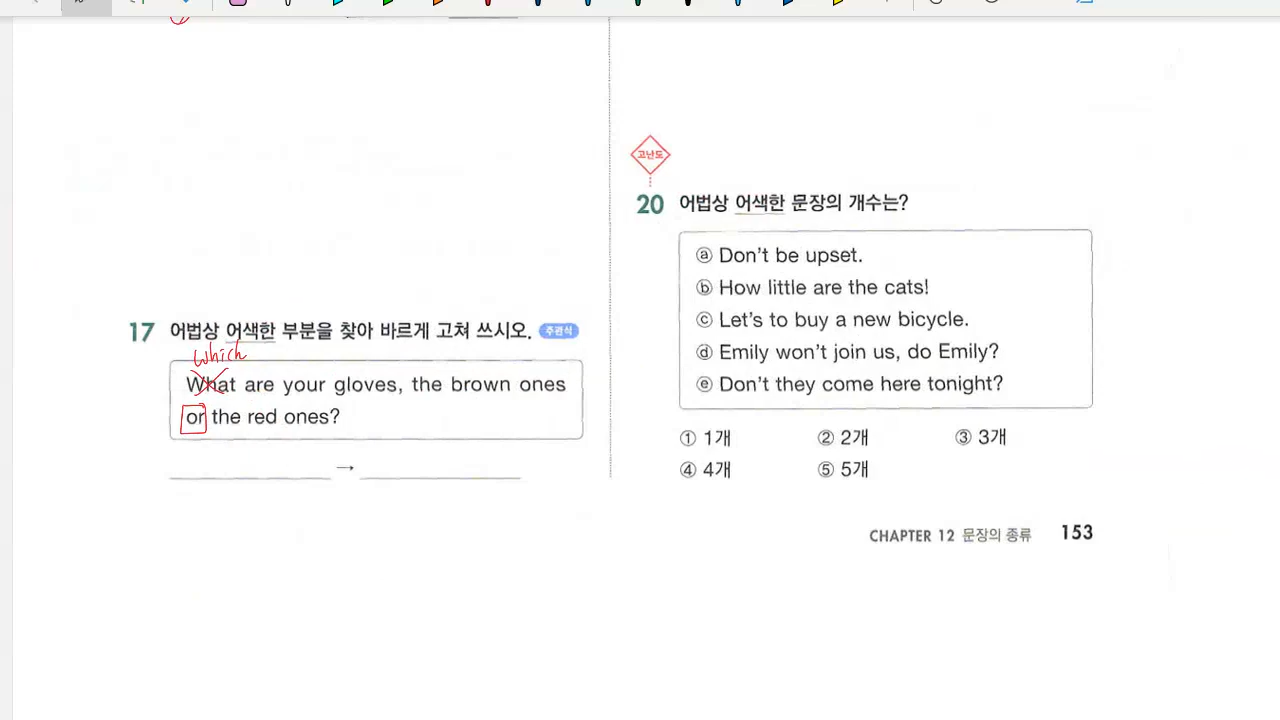 17 어법상 어색한 부분을 찾아 바르게 고쳐 쓰시오. 주관식
Which
What are your gloves, the brown ones
or the red ones?
→
고난도
20 어법상 어색한 문장의 개수는?
ⓐ Don't be upset.
ⓑ How little are the cats!
ⓒ Let's to buy a new bicycle.
ⓓ Emily won't join us, do Emily?
ⓔ Don't they come here tonight?
① 1개 ② 2개 ③ 3개
④ 4개 ⑤ 5개
CHAPTER 12 문장의 종류 153